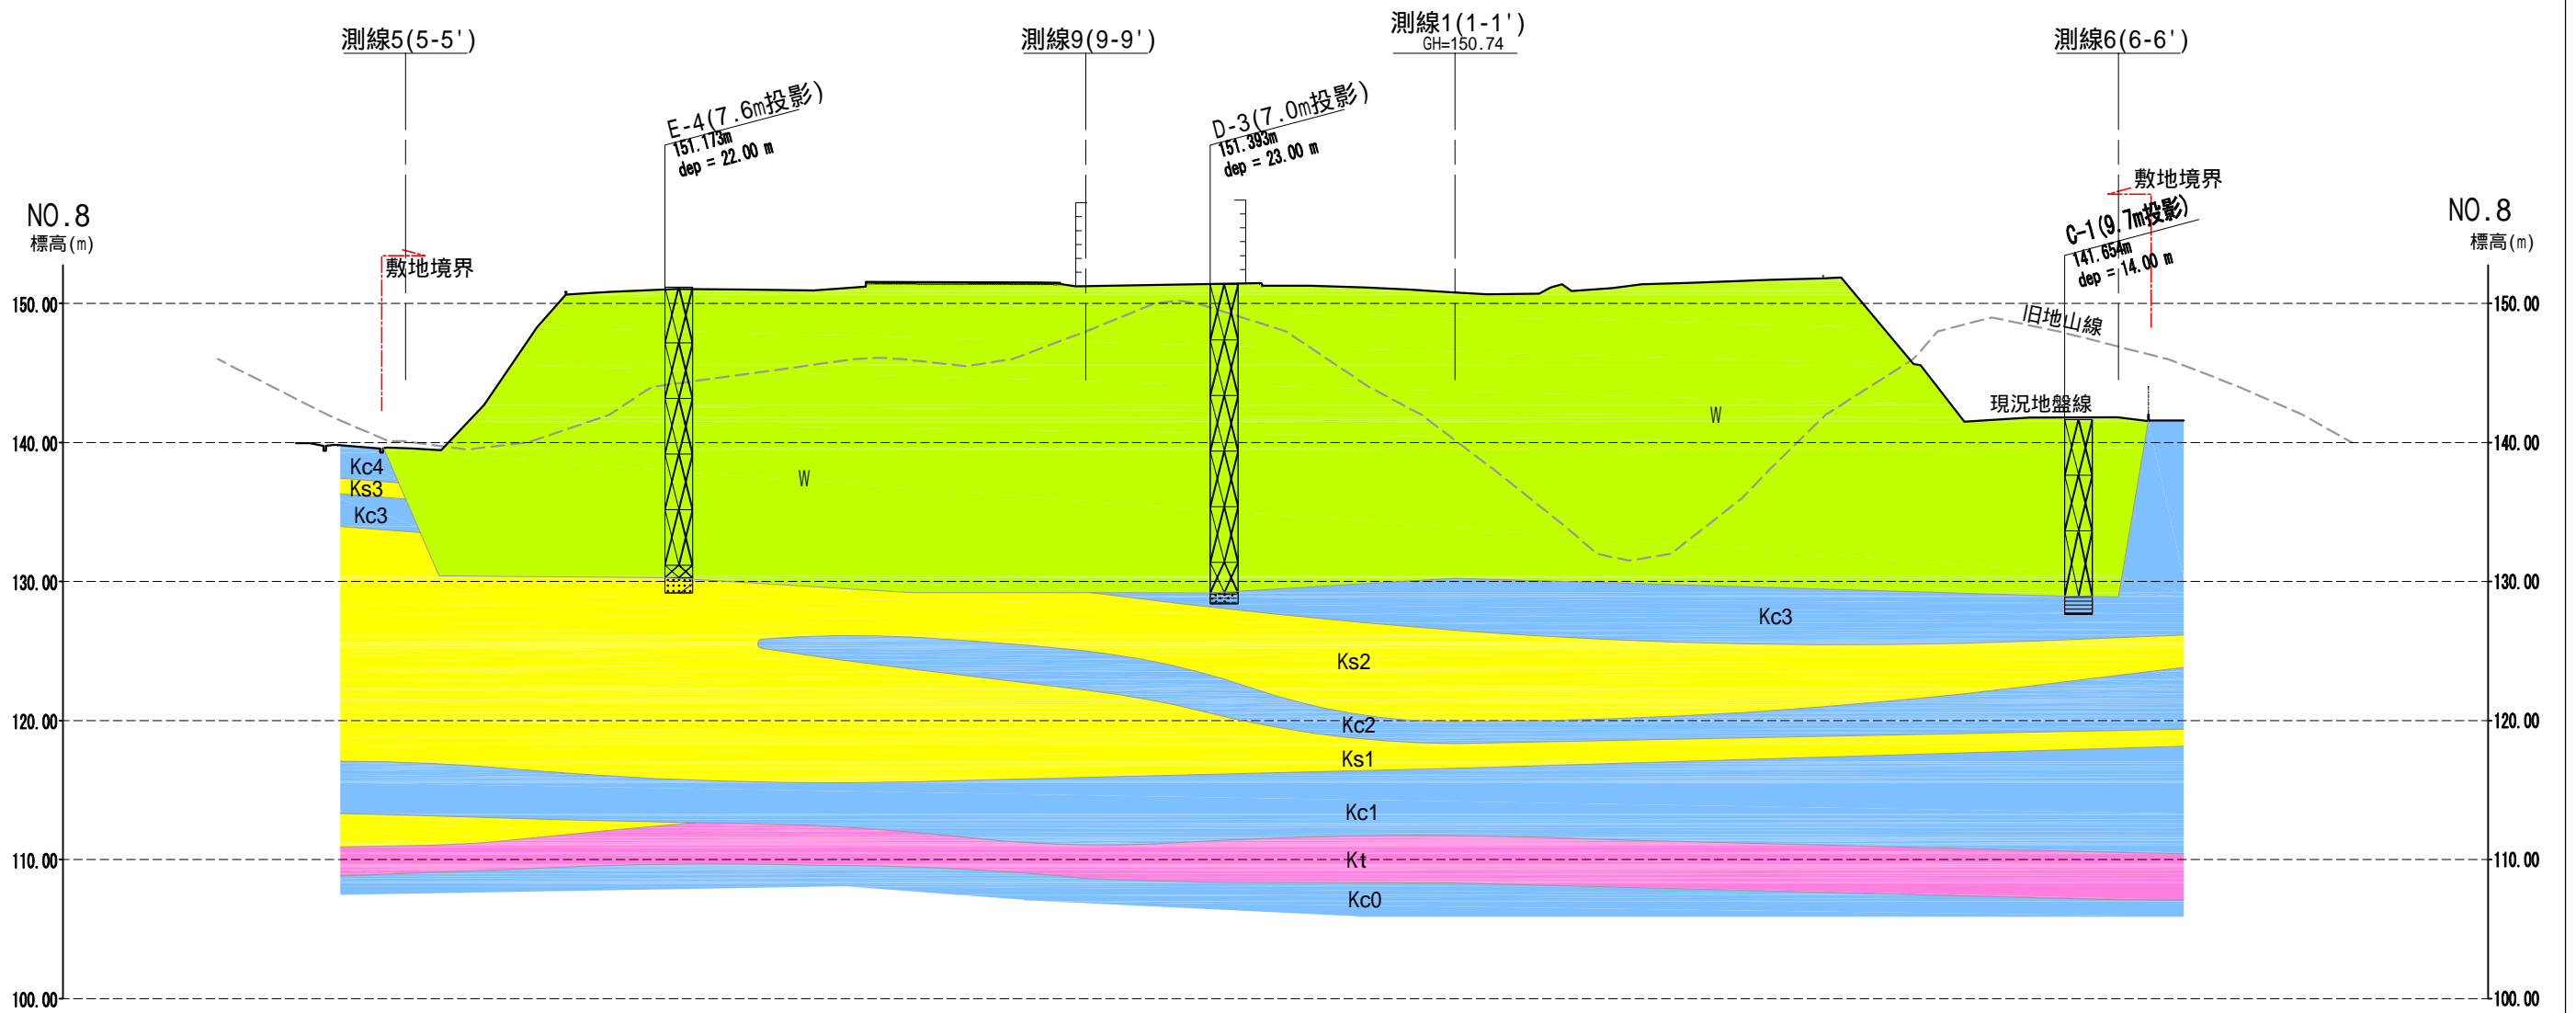 測線5(5-5')
測線9(9-9')
測線1(1-1')
GH=150.74
測線6(6-6')
E-4(7.6m投影)
151.173m
dep = 22.00 m
D-3(7.0m投影)
151.393m
dep = 23.00 m
敷地境界
C-1(9.7m投影)
141.654m
dep = 14.00 m
NO.8
標高(m)
NO.8
標高(m)
敷地境界
150.00
150.00
旧地山線
現況地盤線
W
140.00
140.00
Kc4
W
Ks3
Kc3
130.00
130.00
Kc3
Ks2
120.00
Kc2
120.00
Ks1
Kc1
110.00
Kt
110.00
Kc0
100.00
100.00